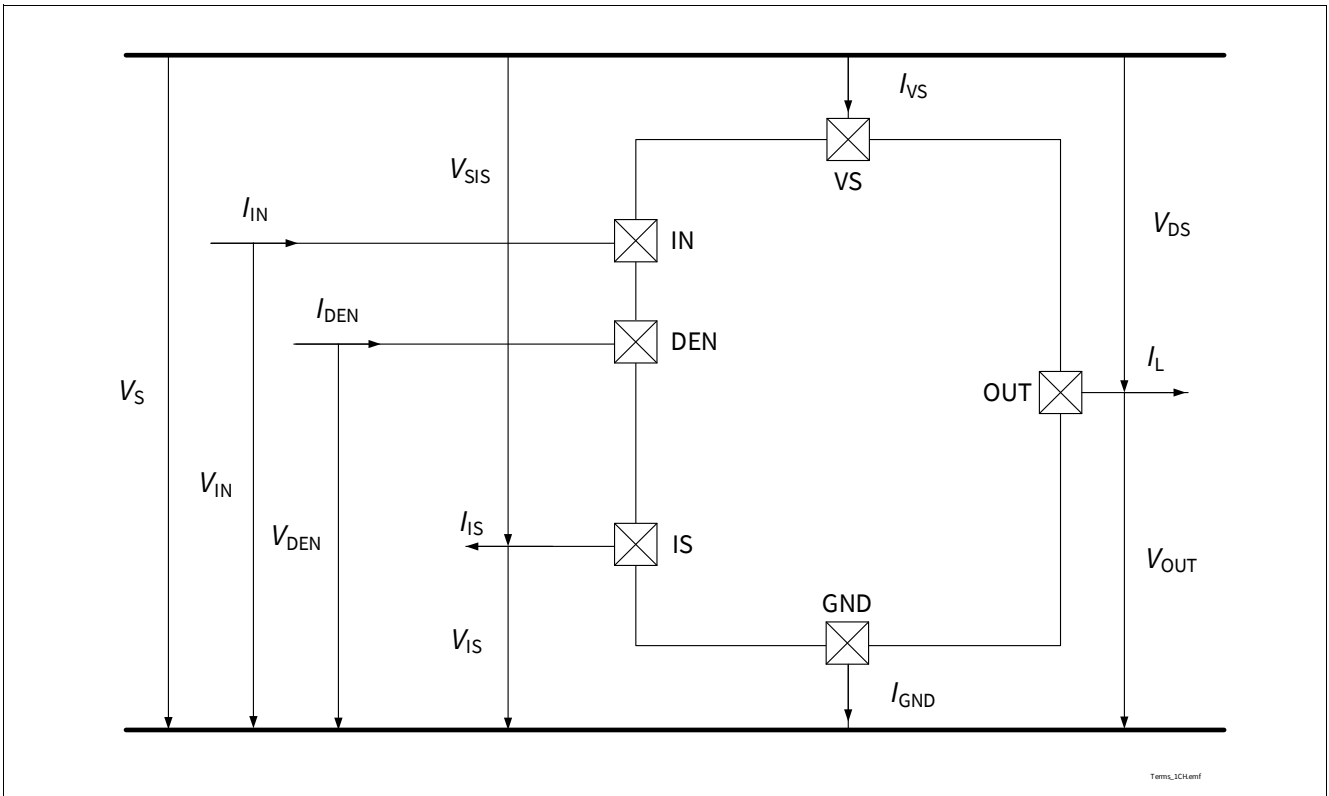 I_VS
VS
V_SIS
I_IN
IN
V_DS
I_DEN
DEN
V_S
OUT
I_L
V_IN
V_DEN
I_IS
IS
V_OUT
GND
V_IS
I_GND
Terms_1CH.emf